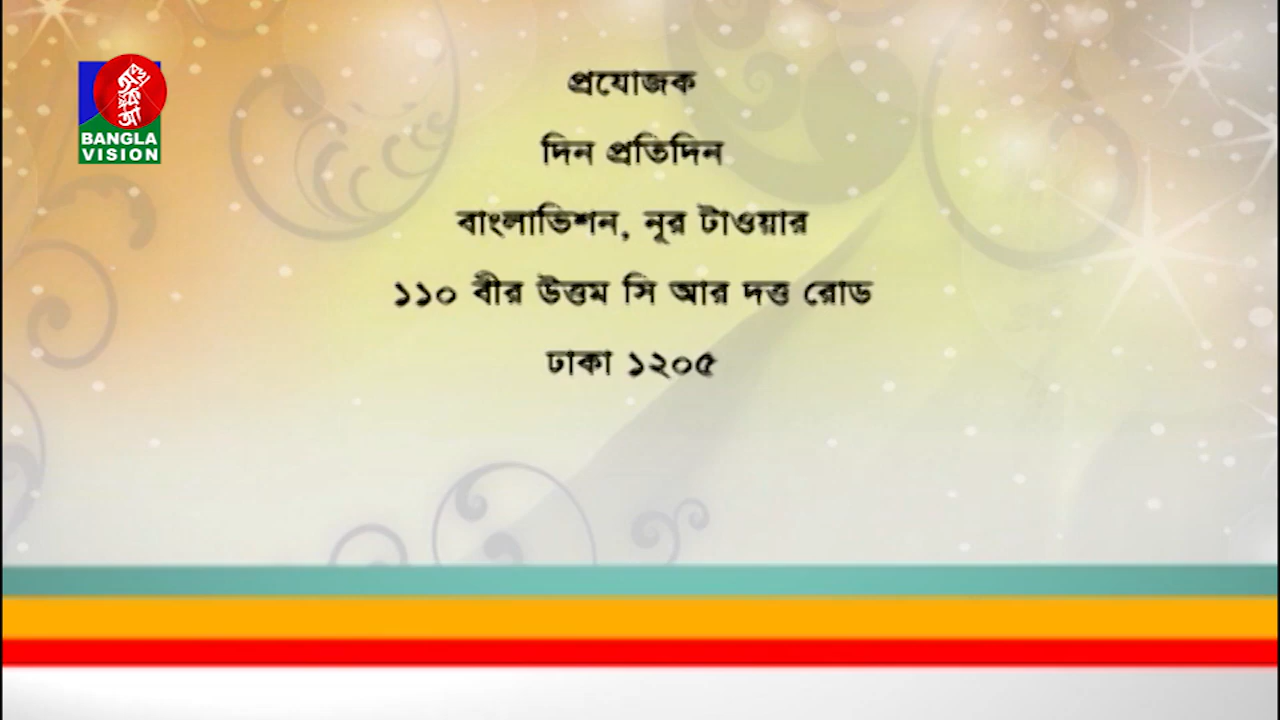 BANGLA
VISION
প্রযোজক
দিন প্রতিদিন
বাংলাভিশন, নূর টাওয়ার
১১০ বীর উত্তম সি আর দত্ত রোড
ঢাকা ১২০৫